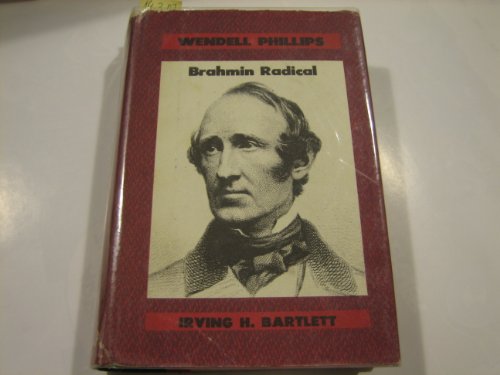 WENDELL PHILLIPS
Brahmin Radical
IRVING H. BARTLETT